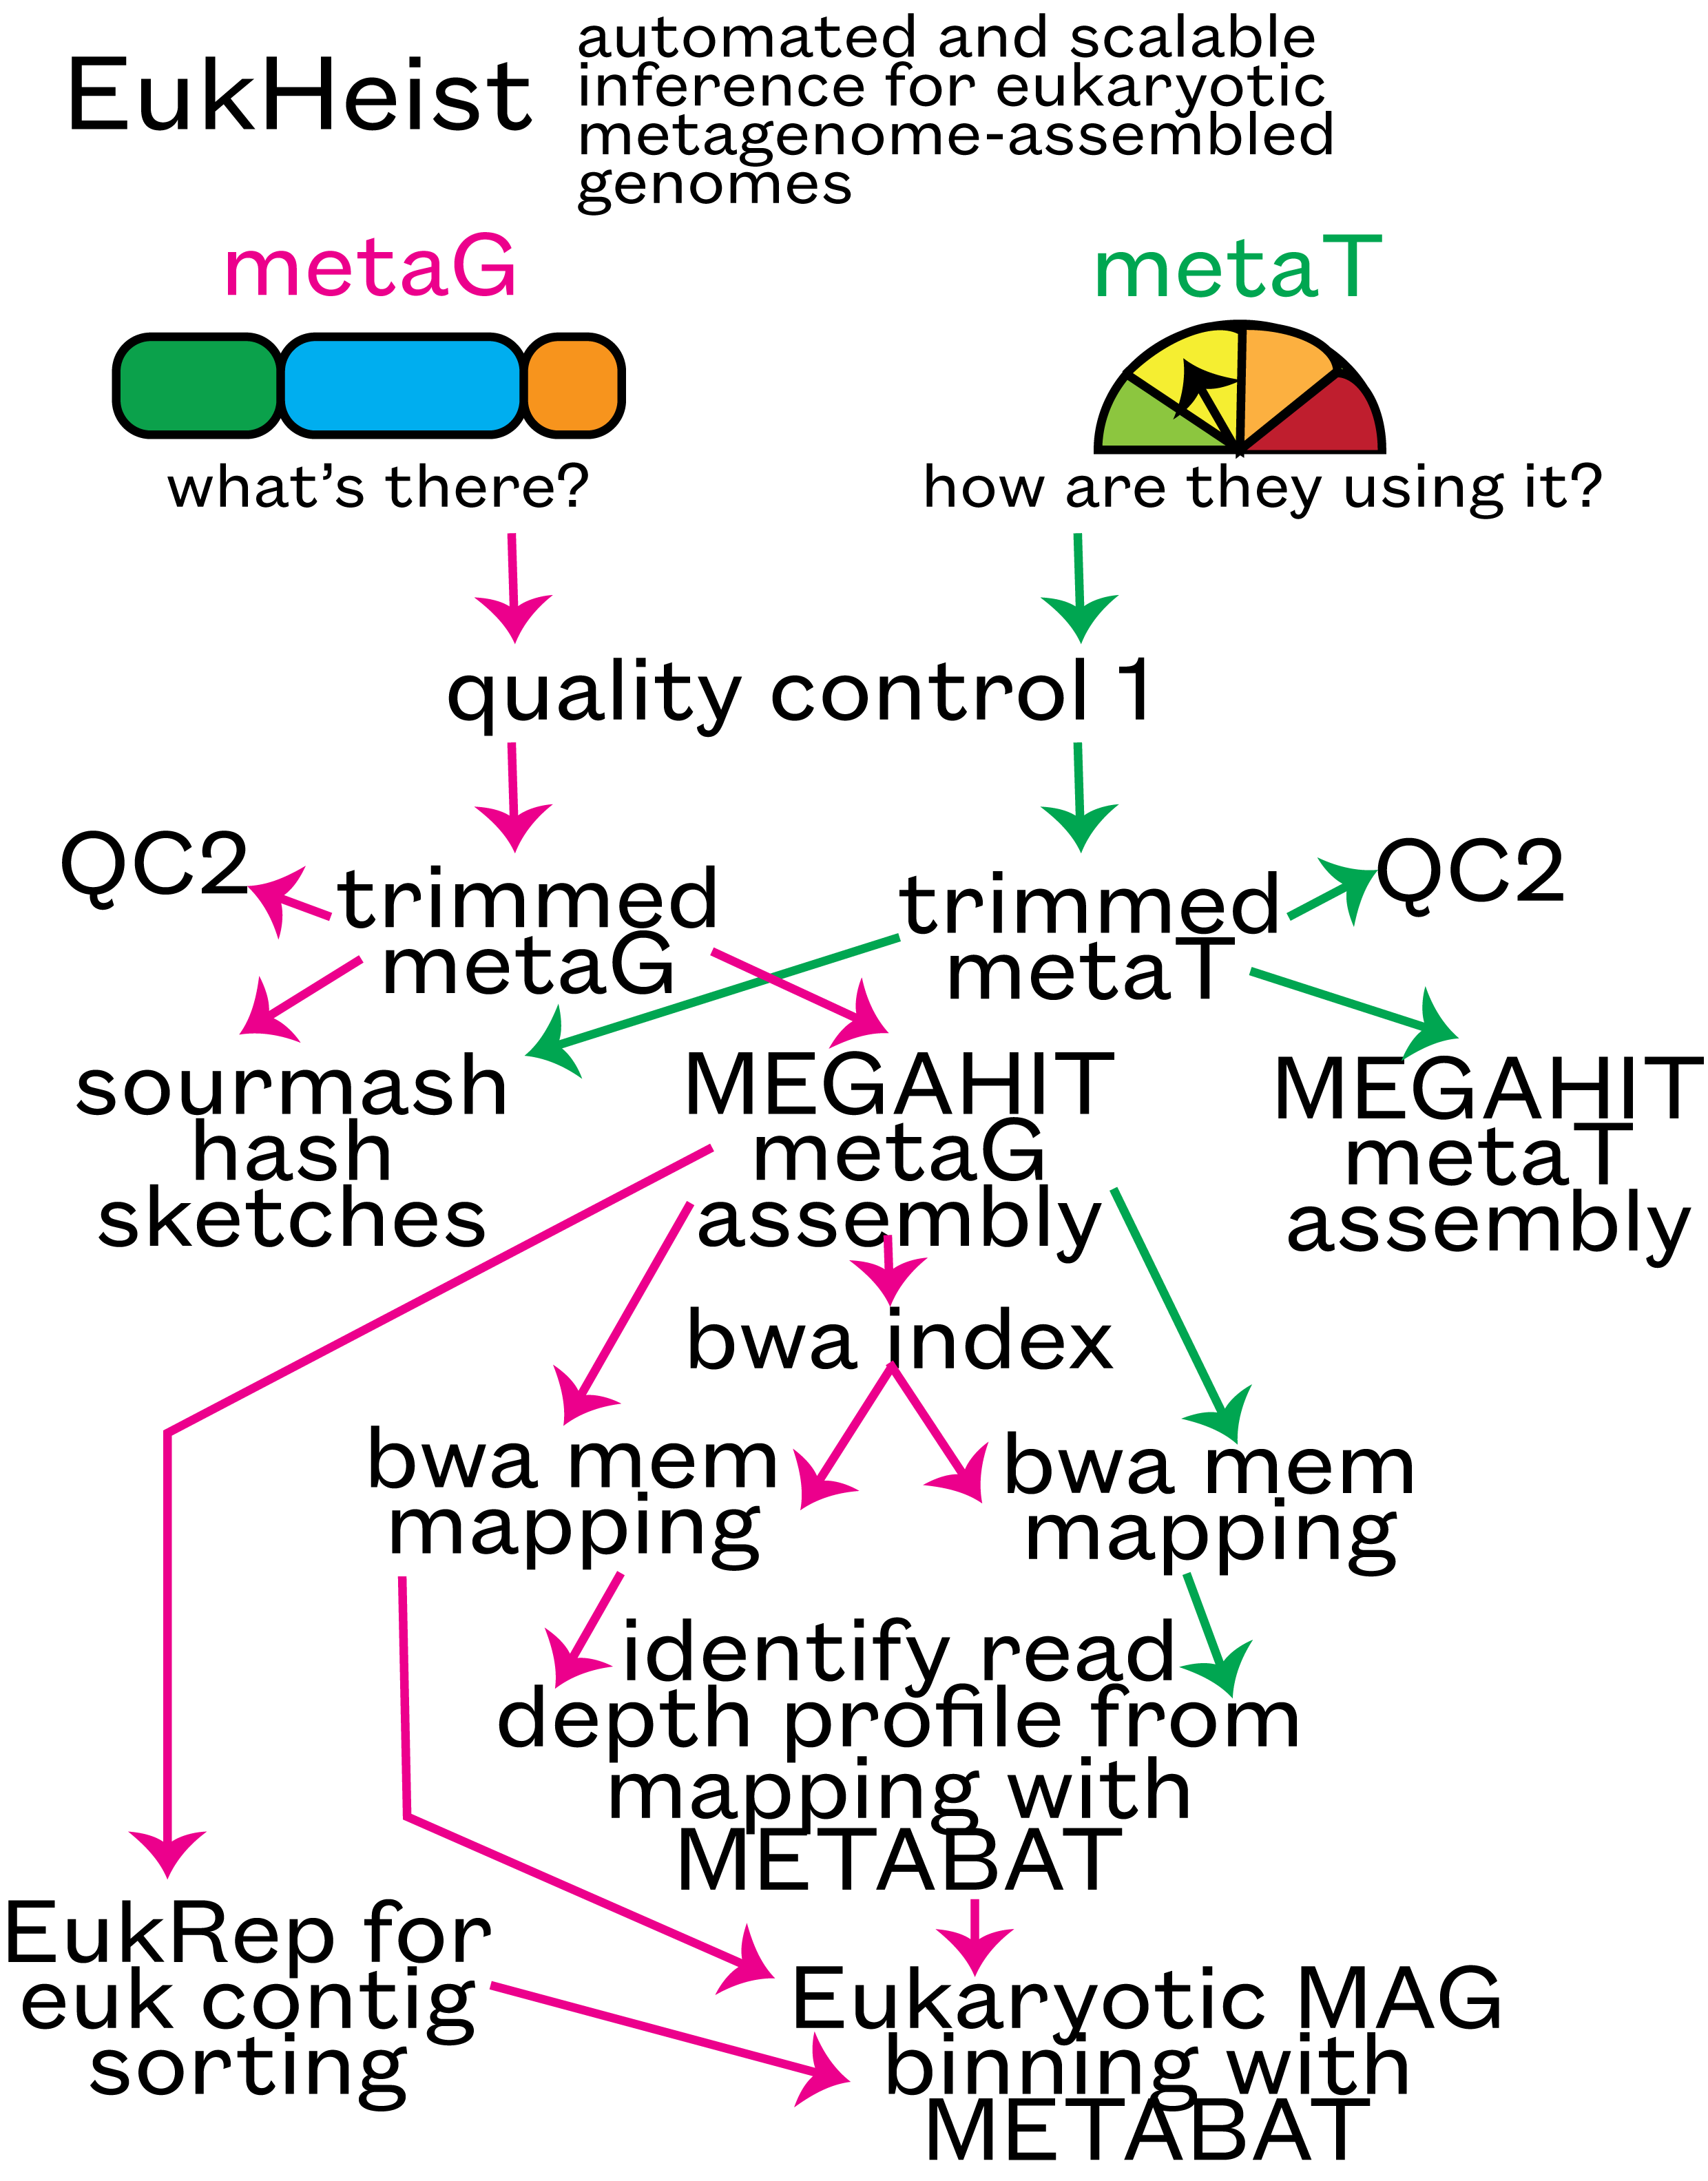 EukHeist
automated and scalable
inference for eukaryotic
metagenome-assembled
genomes
metaG
metaT
what's there?
how are they using it?
quality control 1
QC2
trimmed
metaG
trimmed
metaT
QC2
sourmash
hash
sketches
MEGAHIT
metaG
assembly
MEGAHIT
metaT
assembly
bwa index
bwa mem
mapping
bwa mem
mapping
identify read
depth profile from
mapping with
METABAT
EukRep for
euk contig
sorting
Eukaryotic MAG
binning with
METABAT